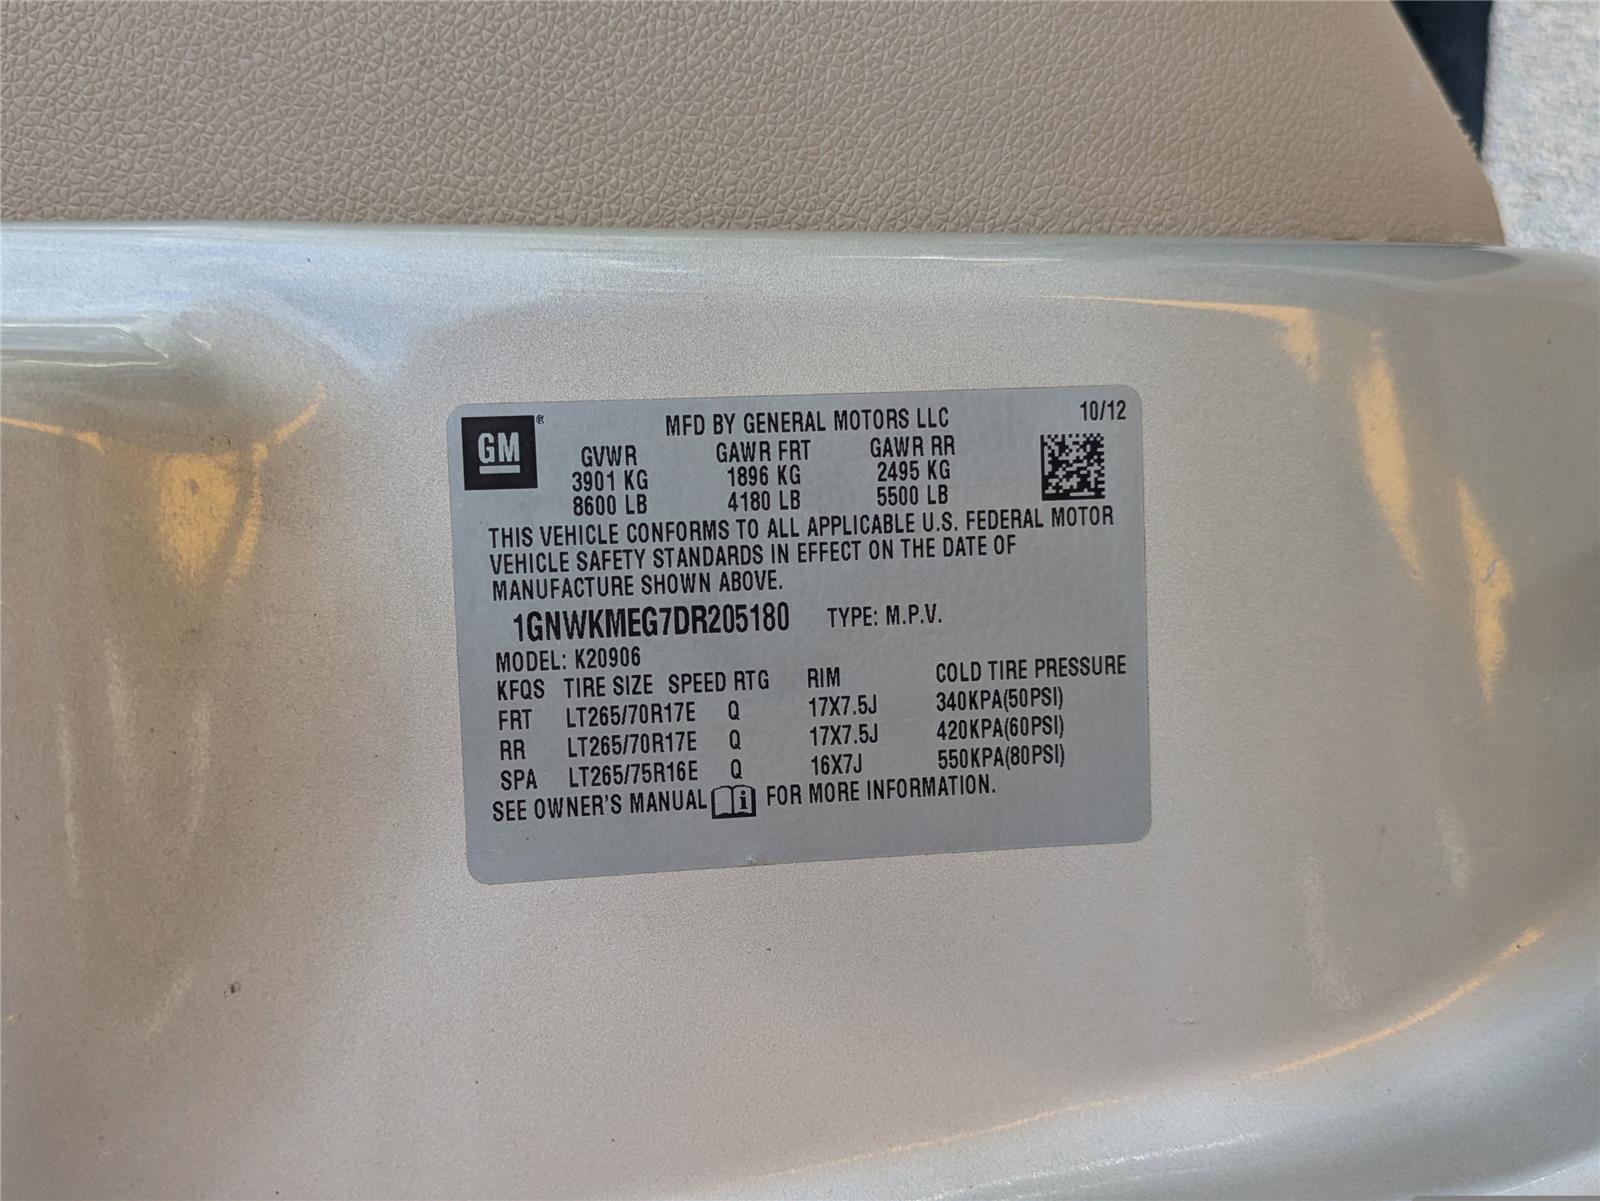 GM ®
MFD BY GENERAL MOTORS LLC 10/12
GVWR GAWR FRT GAWR RR
3901 KG 1896 KG 2495 KG
8600 LB 4180 LB 5500 LB
THIS VEHICLE CONFORMS TO ALL APPLICABLE U.S. FEDERAL MOTOR
VEHICLE SAFETY STANDARDS IN EFFECT ON THE DATE OF
MANUFACTURE SHOWN ABOVE.
1GNWKMEG7DR205180 TYPE: M.P.V.
MODEL: K20906
KFQS TIRE SIZE SPEED RTG RIM COLD TIRE PRESSURE
FRT LT265/70R17E Q 17X7.5J 340KPA(50PSI)
RR LT265/70R17E Q 17X7.5J 420KPA(60PSI)
SPA LT265/75R16E Q 16X7J 550KPA(80PSI)
SEE OWNER'S MANUAL i FOR MORE INFORMATION.